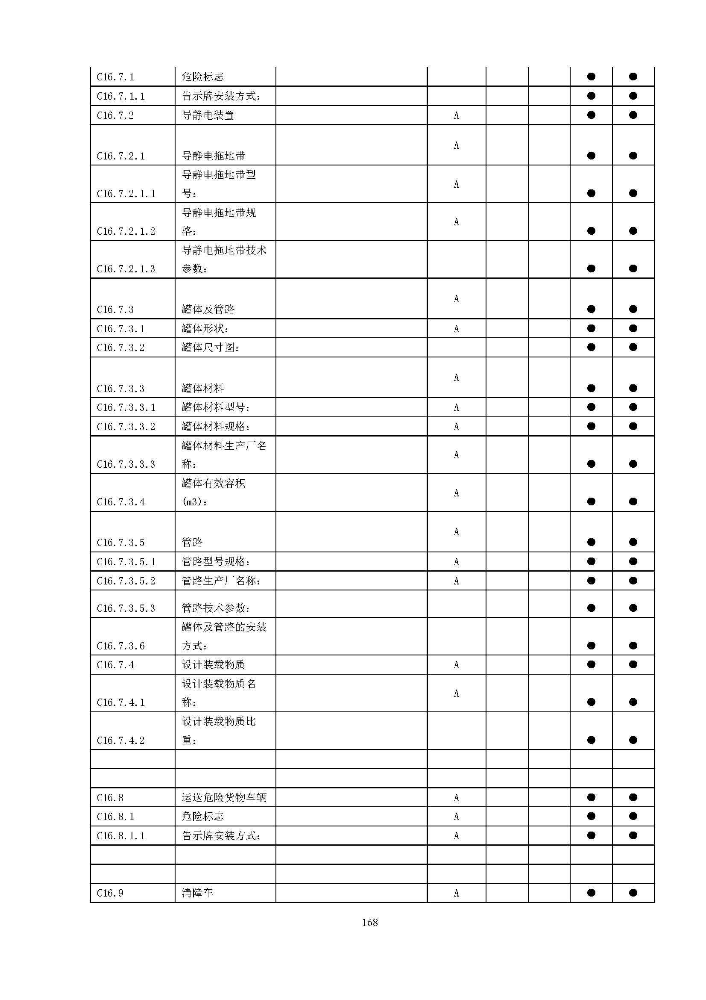 C16.7.1 危险标志 ● ●
C16.7.1.1 告示牌安装方式： ● ●
C16.7.2 导静电装置 A ● ●
C16.7.2.1 导静电拖地带 A ● ●
导静电拖地带型
C16.7.2.1.1 号： A ● ●
导静电拖地带规
C16.7.2.1.2 格： A ● ●
导静电拖地带技术
C16.7.2.1.3 参数： ● ●
C16.7.3 罐体及管路 A ● ●
C16.7.3.1 罐体形状： A ● ●
C16.7.3.2 罐体尺寸图： ● ●
C16.7.3.3 罐体材料 A ● ●
C16.7.3.3.1 罐体材料型号： A ● ●
C16.7.3.3.2 罐体材料规格： A ● ●
罐体材料生产厂名
C16.7.3.3.3 称： A ● ●
罐体有效容积
C16.7.3.4 (m3)： A ● ●
C16.7.3.5 管路 A ● ●
C16.7.3.5.1 管路型号规格： A ● ●
C16.7.3.5.2 管路生产厂名称： A ● ●
C16.7.3.5.3 管路技术参数： ● ●
罐体及管路的安装
C16.7.3.6 方式： ● ●
C16.7.4 设计装载物质 A ● ●
设计装载物质名
C16.7.4.1 称： A ● ●
设计装载物质比
C16.7.4.2 重： ● ●
C16.8 运送危险货物车辆 A ● ●
C16.8.1 危险标志 A ● ●
C16.8.1.1 告示牌安装方式： A ● ●
C16.9 清障车 A ● ●
168